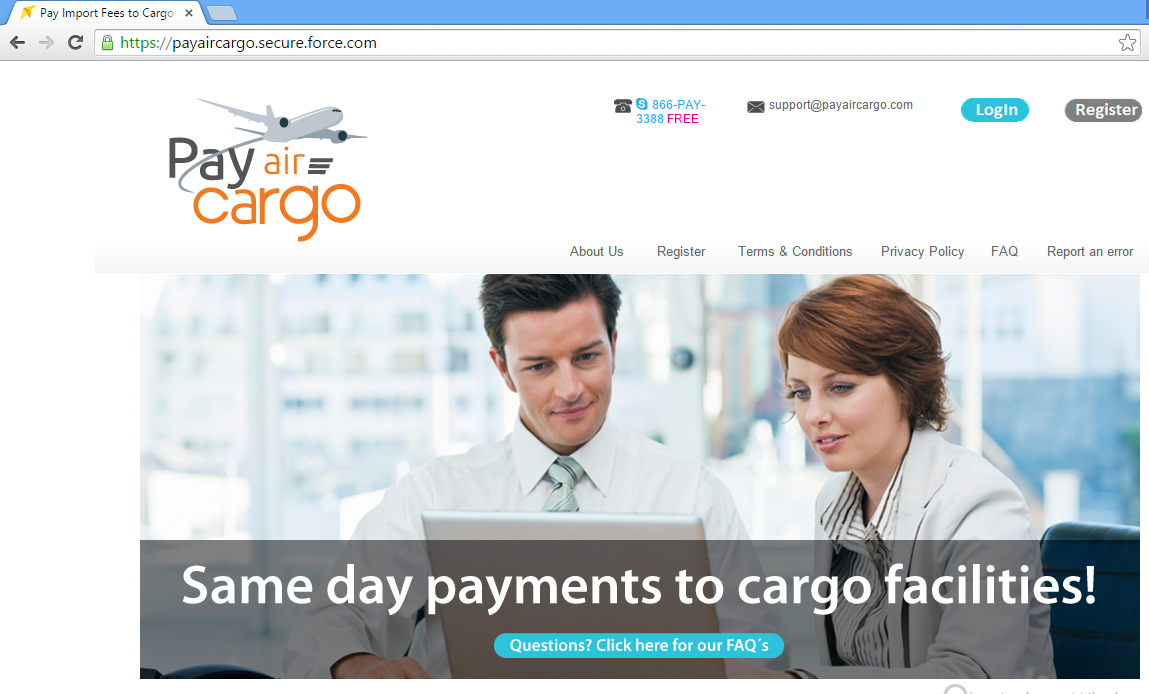 Pay Import Fees to Cargo
https://payaircargo.secure.force.com
866-PAY-
3388 FREE
support@payaircargo.com
LogIn
Register
Pay air
cargo
About Us
Register
Terms & Conditions
Privacy Policy
FAQ
Report an error
Same day payments to cargo facilities!
Questions? Click here for our FAQ´s